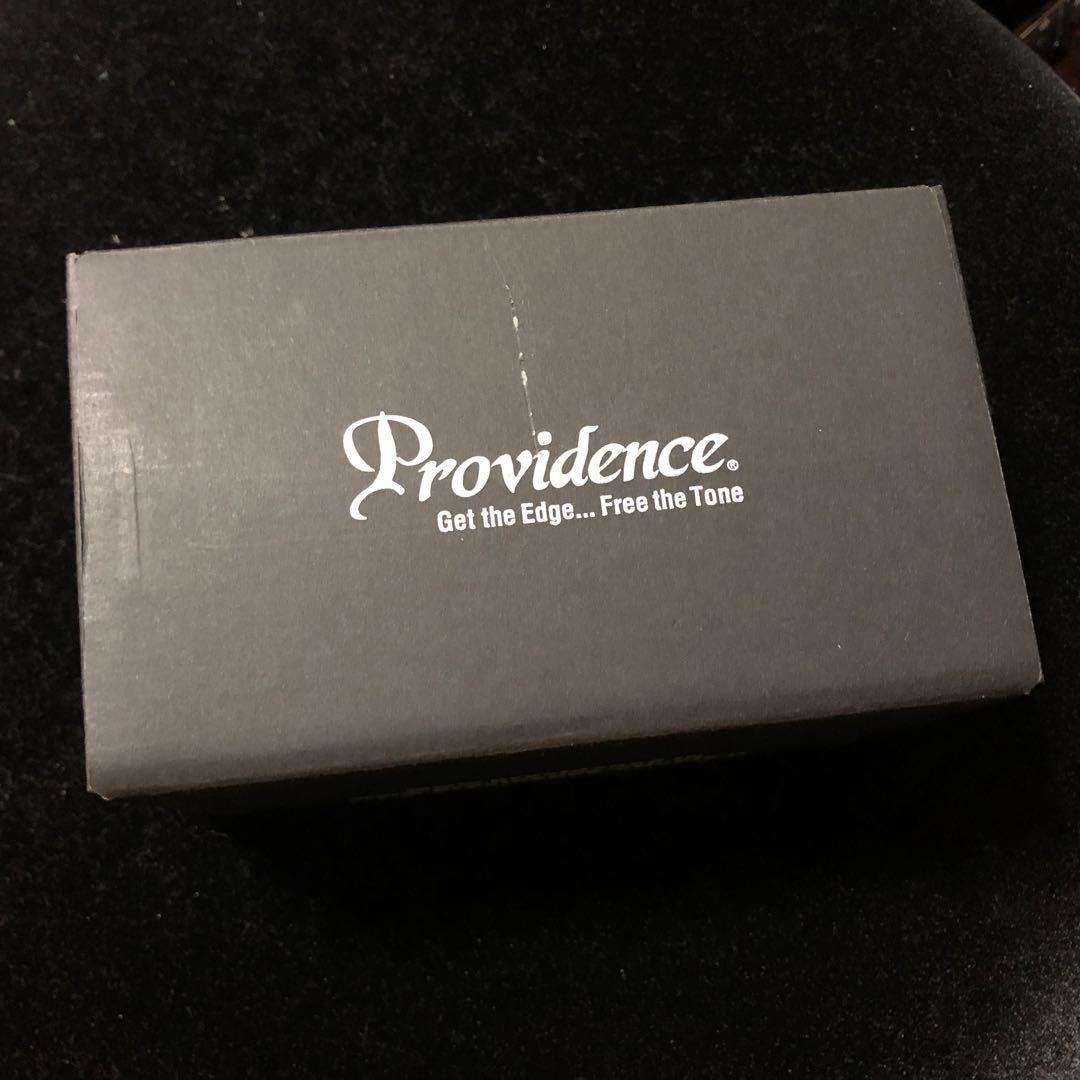 Providence®
Get the Edge... Free the Tone